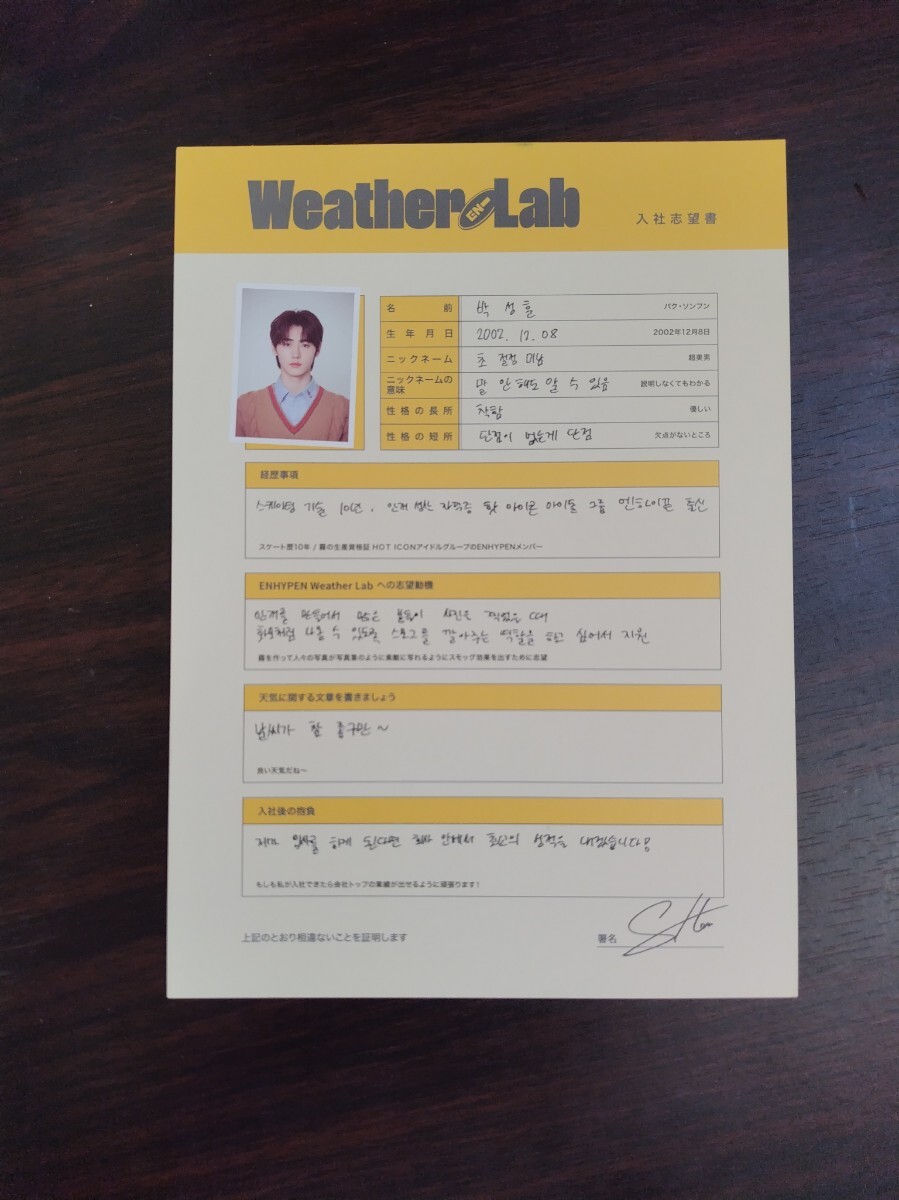 Weather EN- Lab
入社志望書
名前 박 성훈 パク・ソンフン
生年月日 2002. 12. 08 2002年12月8日
ニックネーム 초 절정 미남 超美男
ニックネームの意味 말 안 해도 알 수 있음 説明しなくてもわかる
性格の長所 착함 優しい
性格の短所 단점이 없는게 단점 欠点がないところ
経歴事項
스케이팅 기술 10년, 안개 생산 자격증 핫 아이콘 아이돌 그룹 엔하이픈 출신
スケート歴10年 / 霧の生産資格証 HOT ICONアイドルグループのENHYPENメンバー
ENHYPEN Weather Lab への志望動機
안개를 만들어서 많은 분들이 사진을 찍었을 때
화보처럼 나올 수 있도록 스모그를 깔아주는 역할을 하고 싶어서 지원
霧を作って人々の写真が写真集のように素敵に写れるようにスモッグ効果を出すために志望
天気に関する文章を書きましょう
날씨가 참 좋구만~
良い天気だね~
入社後の抱負
제가 입사를 하게 된다면 회사 안에서 최고의 성적을 내겠습니다!
もしも私が入社できたら会社トップの業績が出せるように頑張ります!
上記のとおり相違ないことを証明します
署名